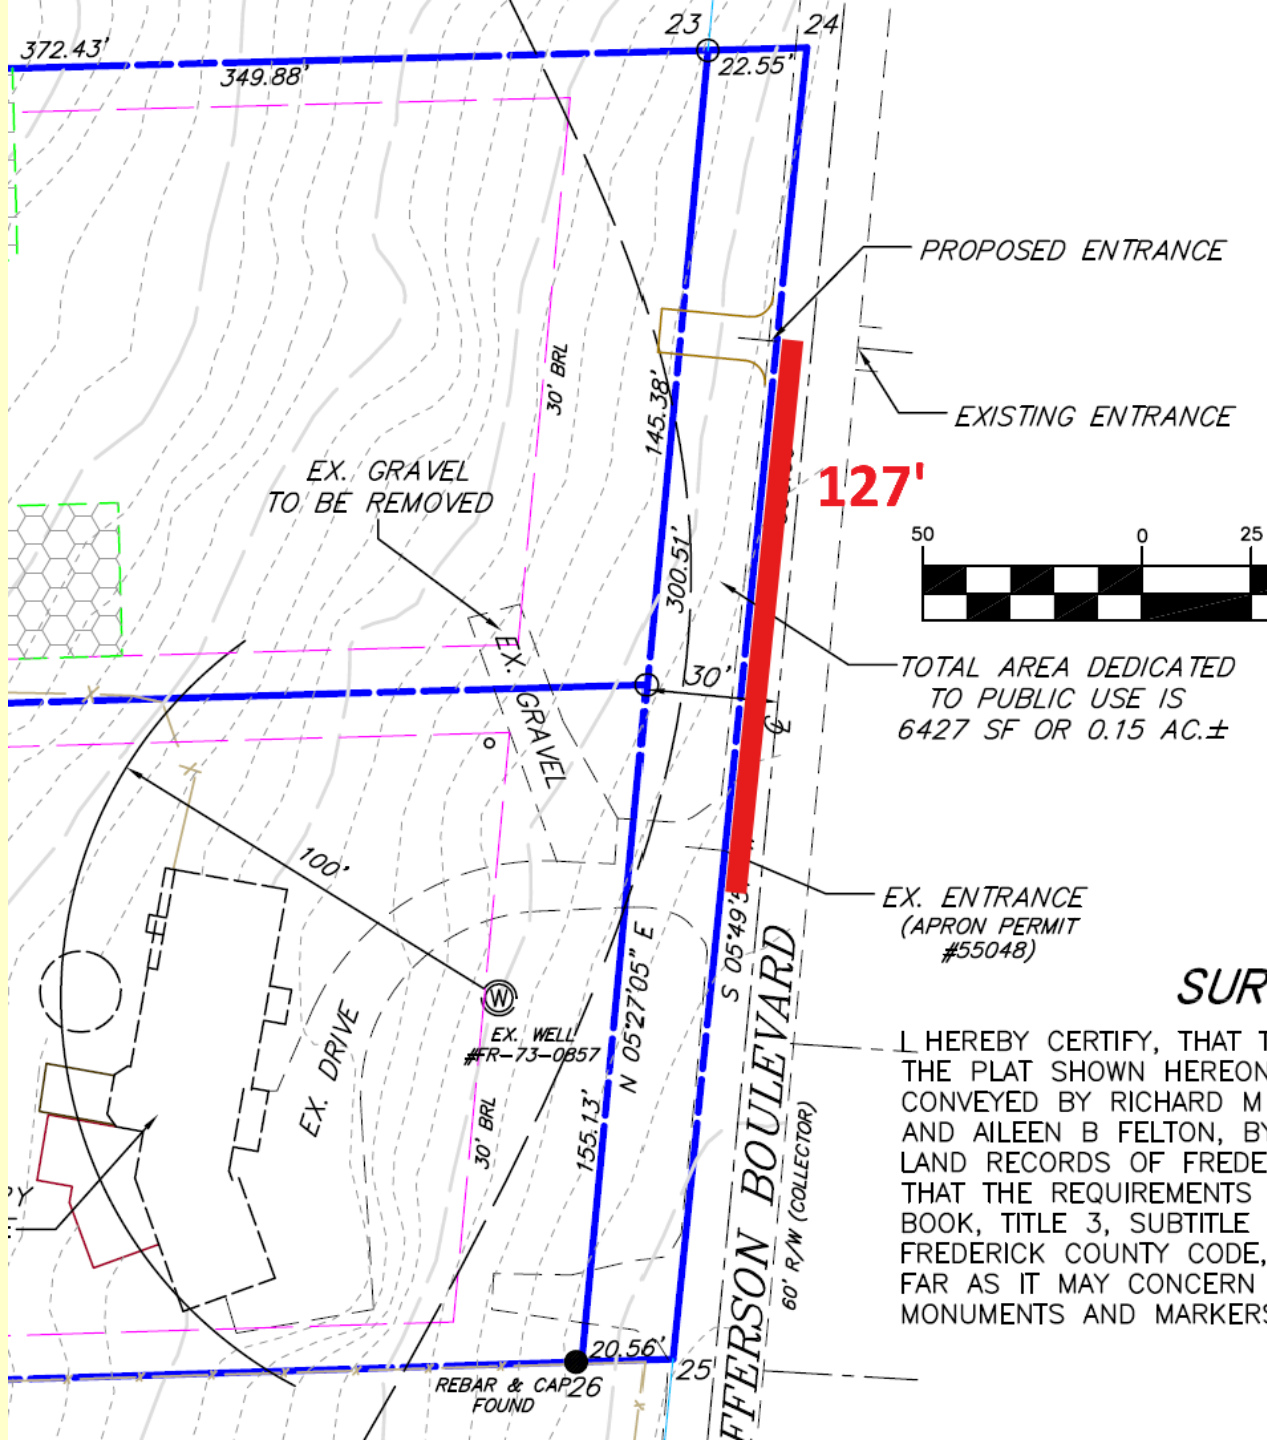 23
24
372.43'
349.88'
22.55'
PROPOSED ENTRANCE
30' BRL
145.38'
EXISTING ENTRANCE
EX. GRAVEL
TO BE REMOVED
127'
50 0 25
300.51'
EX. GRAVEL
30'
TOTAL AREA DEDICATED
TO PUBLIC USE IS
6427 SF OR 0.15 AC.±
100'
EX. ENTRANCE
(APRON PERMIT
#55048)
S 05°49'5
N 05°27'05" E
W
EX. WELL
#FR-73-0857
EX. DRIVE
30' BRL
155.13'
FFERSON BOULEVARD
60' R/W (COLLECTOR)
SUR
I HEREBY CERTIFY, THAT T
THE PLAT SHOWN HEREON
CONVEYED BY RICHARD M
AND AILEEN B FELTON, BY
LAND RECORDS OF FREDE
THAT THE REQUIREMENTS
BOOK, TITLE 3, SUBTITLE
FREDERICK COUNTY CODE,
FAR AS IT MAY CONCERN
MONUMENTS AND MARKERS
20.56'
25
REBAR & CAP
FOUND
26